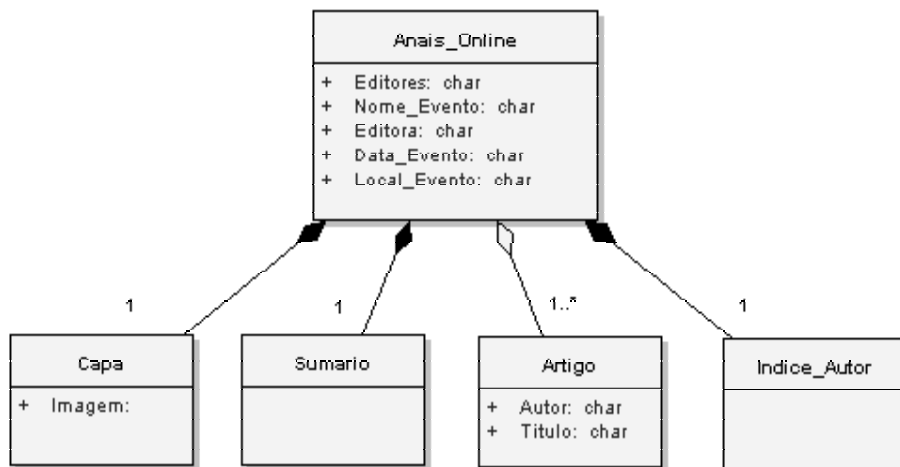 Anais_Online
+ Editores: char
+ Nome_Evento: char
+ Editora: char
+ Data_Evento: char
+ Local_Evento: char
1
1
1..*
1
Capa
+ Imagem:
Sumario
Artigo
+ Autor: char
+ Titulo: char
Indice_Autor